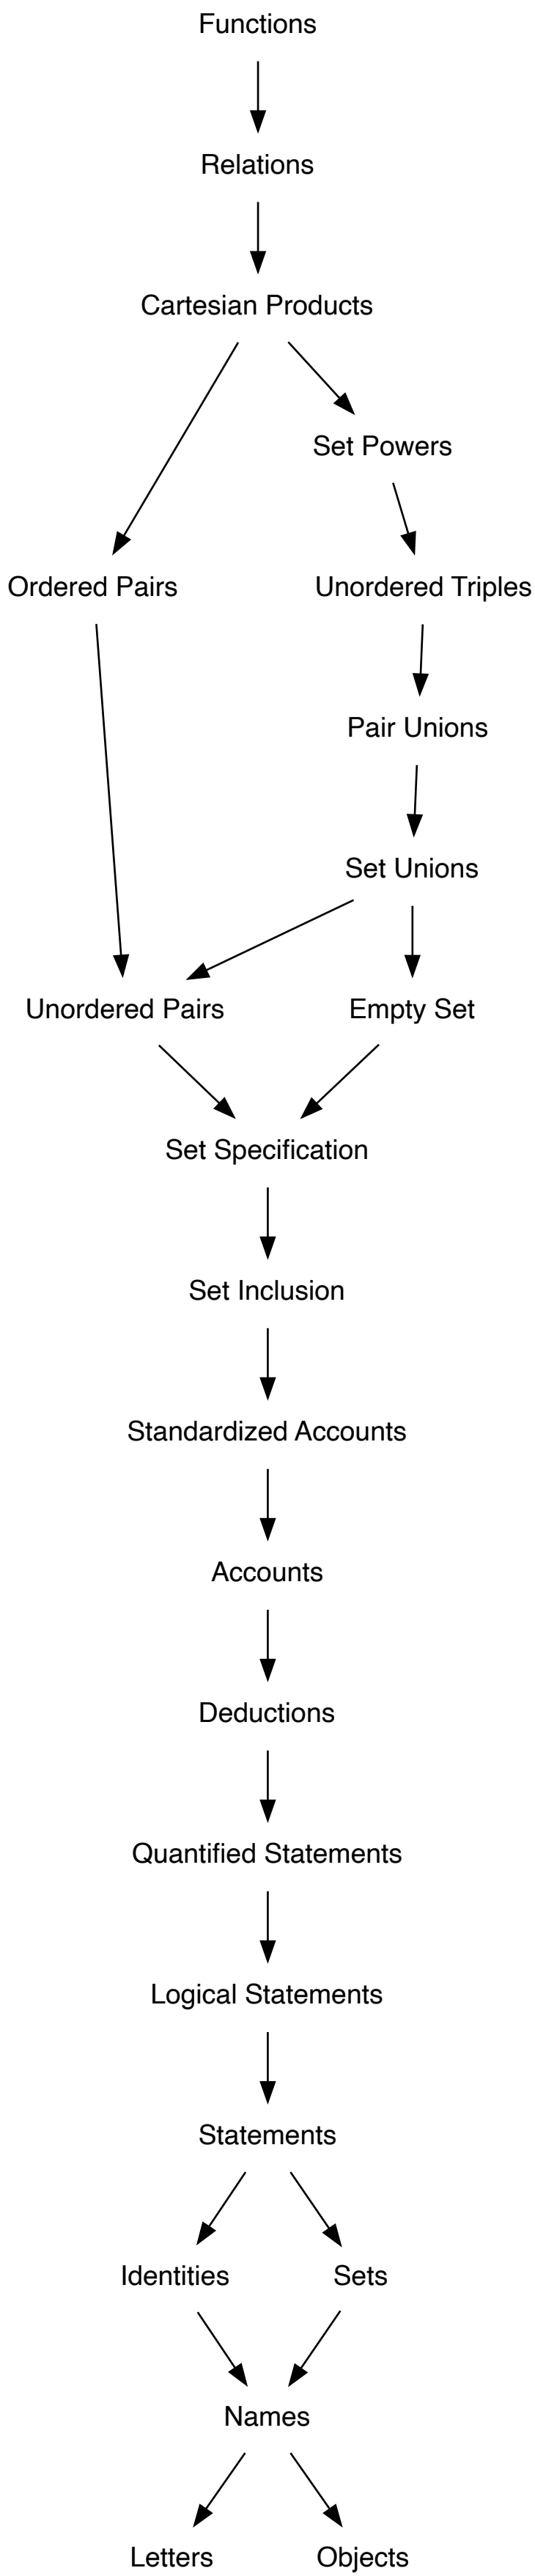 Functions
Relations
Cartesian Products
Set Powers
Ordered Pairs
Unordered Triples
Pair Unions
Set Unions
Unordered Pairs
Empty Set
Set Specification
Set Inclusion
Standardized Accounts
Accounts
Deductions
Quantified Statements
Logical Statements
Statements
Identities
Sets
Names
Letters
Objects